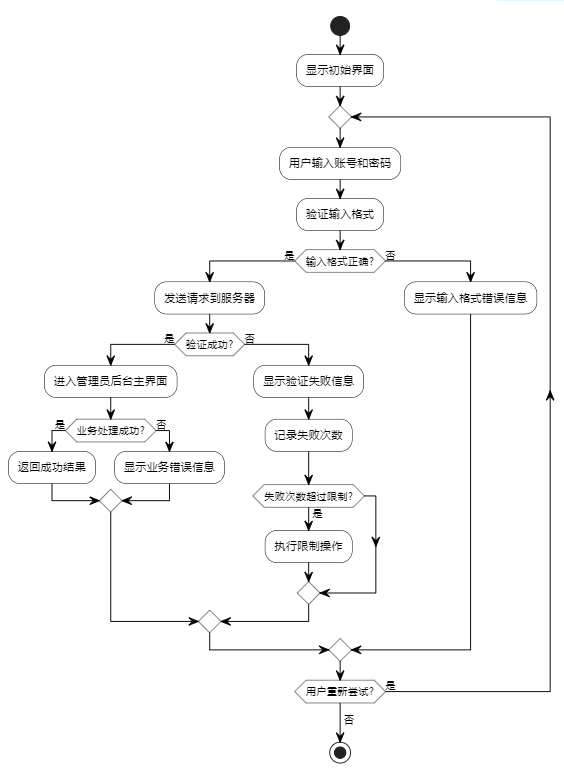 显示初始界面
用户输入账号和密码
验证输入格式
是
输入格式正确?
否
发送请求到服务器
显示输入格式错误信息
是
验证成功?
否
进入管理员后台主界面
显示验证失败信息
是
业务处理成功?
否
记录失败次数
返回成功结果
显示业务错误信息
失败次数超过限制?
是
执行限制操作
用户重新尝试?
是
否